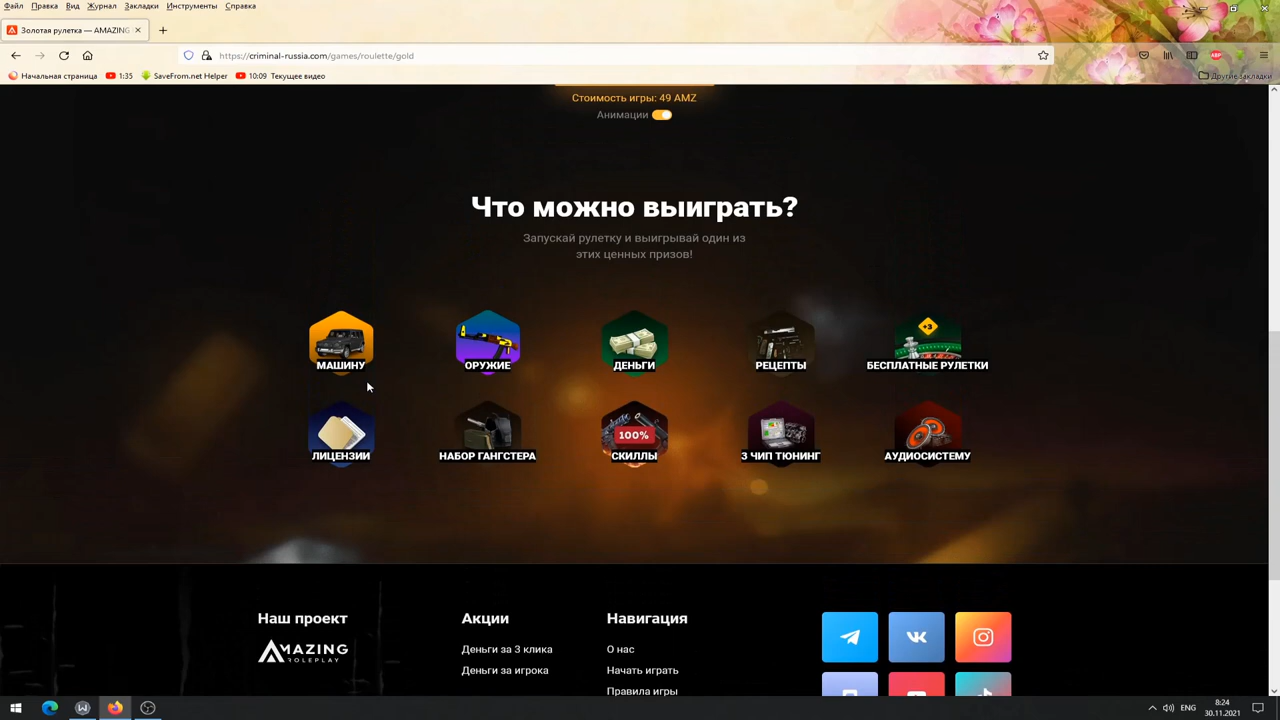 Файл Правка Вид Журнал Закладки Инструменты Справка
Золотая рулетка — AMAZING
https://criminal-russia.com/games/roulette/gold
ABP
Начальная страница 1:35 SaveFrom.net Helper 10:09 Текущее видео Другие закладки
Стоимость игры: 49 AMZ
Анимации
Что можно выиграть?
Запускай рулетку и выигрывай один из
этих ценных призов!
+3
МАШИНУ ОРУЖИЕ ДЕНЬГИ РЕЦЕПТЫ БЕСПЛАТНЫЕ РУЛЕТКИ
100%
ЛИЦЕНЗИИ НАБОР ГАНГСТЕРА СКИЛЛЫ 3 ЧИП ТЮНИНГ АУДИОСИСТЕМУ
Наш проект Акции Навигация
AMAZING
ROLEPLAY
Деньги за 3 клика О нас
Деньги за игрока Начать играть
Правила игры
ENG
8:24
30.11.2021